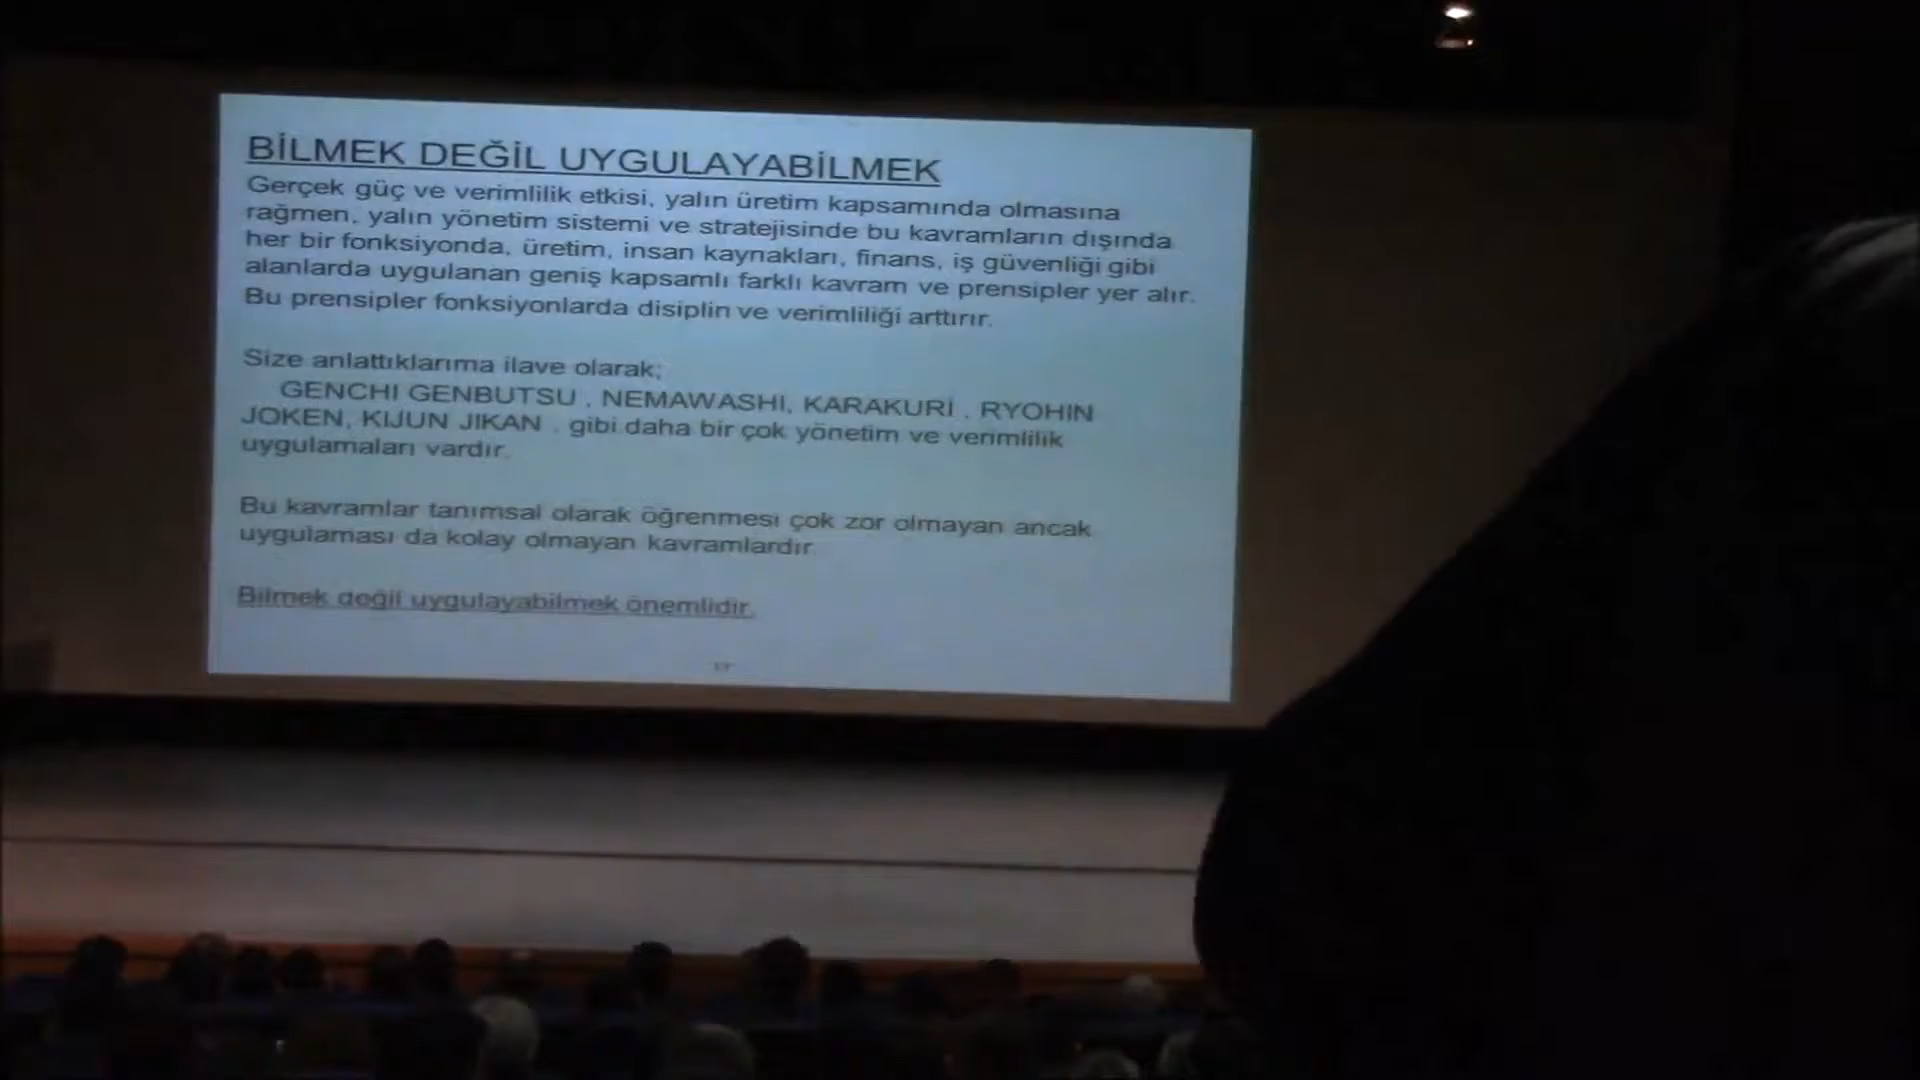 BİLMEK DEĞİL UYGULAYABİLMEK
Gerçek güç ve verimlilik etkisi, yalın üretim kapsamında olmasına
rağmen, yalın yönetim sistemi ve stratejisinde bu kavramların dışında
her bir fonksiyonda, üretim, insan kaynakları, finans, iş güvenliği gibi
alanlarda uygulanan geniş kapsamlı farklı kavram ve prensipler yer alır.
Bu prensipler fonksiyonlarda disiplin ve verimliliği arttırır.
Size anlattıklarıma ilave olarak;
GENCHI GENBUTSU , NEMAWASHI, KARAKURİ , RYOHIN
JOKEN, KIJUN JIKAN . gibi daha bir çok yönetim ve verimlilik
uygulamaları vardır.
Bu kavramlar tanımsal olarak öğrenmesi çok zor olmayan ancak
uygulaması da kolay olmayan kavramlardır.
Bilmek değil uygulayabilmek önemlidir.